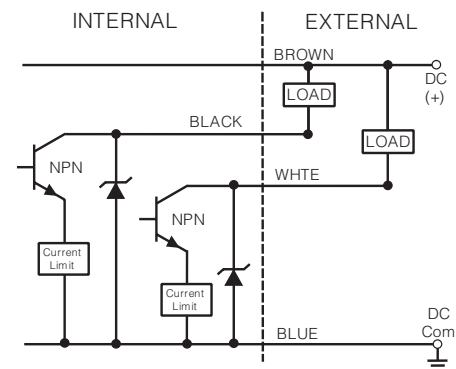 INTERNAL
EXTERNAL
BROWN
DC
(+)
LOAD
BLACK
LOAD
NPN
WHTE
NPN
Current
Limit
Current
Limit
DC
Com
BLUE